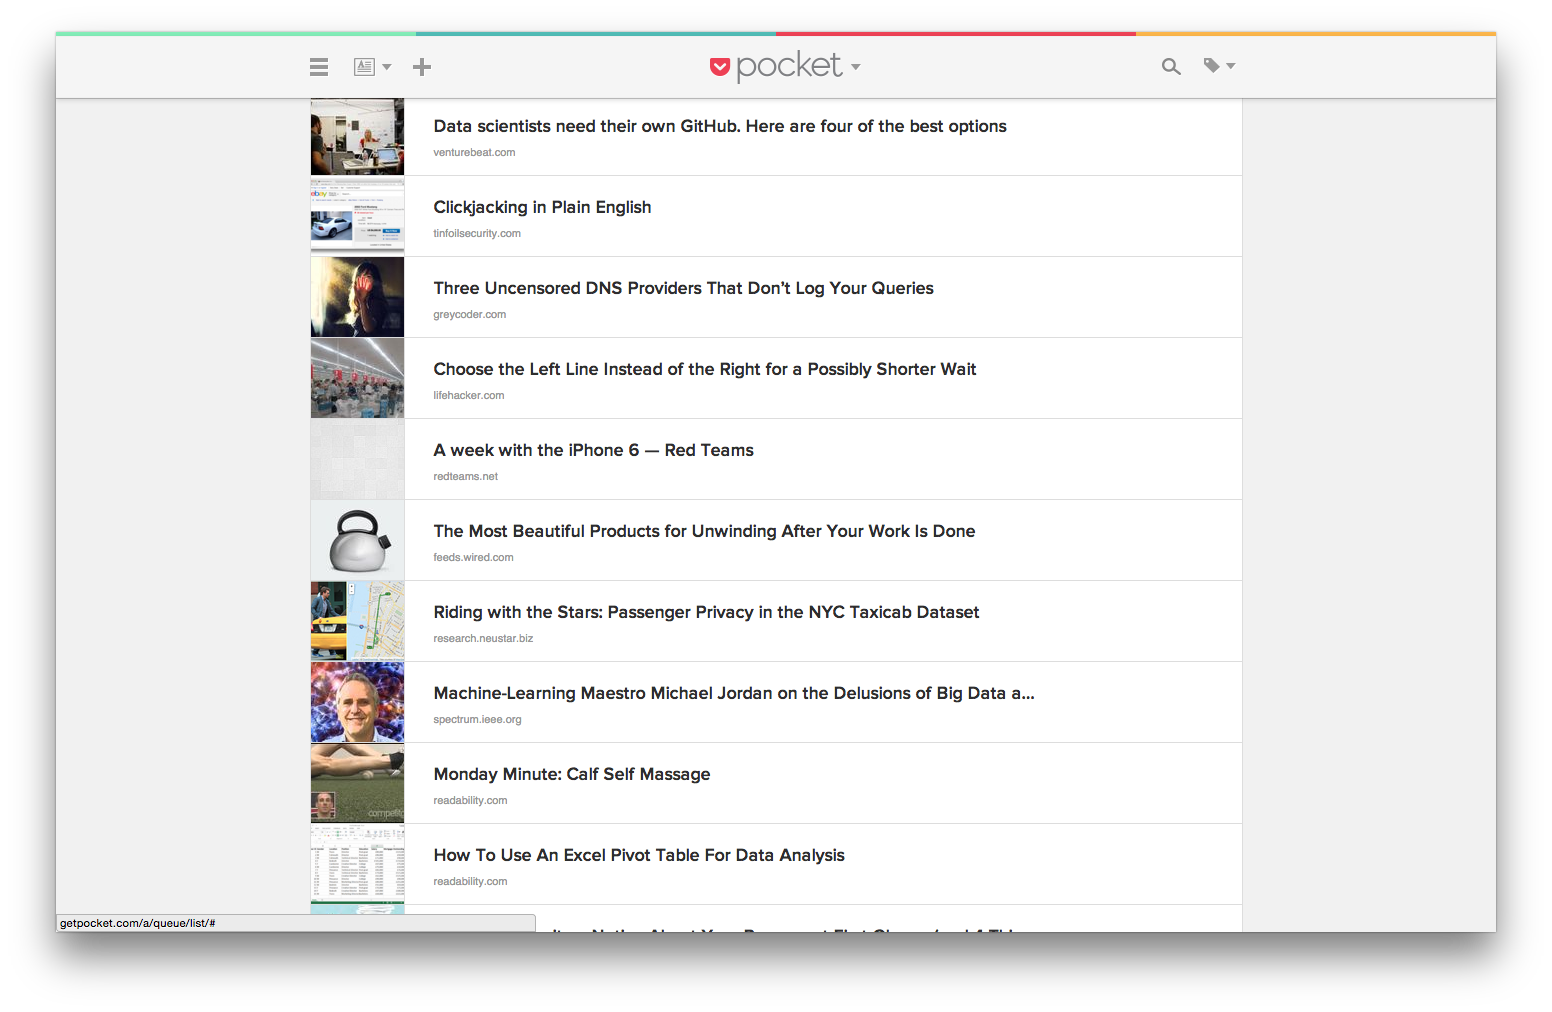 pocket
Data scientists need their own GitHub. Here are four of the best options
venturebeat.com
ebay
Clickjacking in Plain English
tinfoilsecurity.com
Three Uncensored DNS Providers That Don’t Log Your Queries
greycoder.com
Choose the Left Line Instead of the Right for a Possibly Shorter Wait
lifehacker.com
A week with the iPhone 6 — Red Teams
redteams.net
The Most Beautiful Products for Unwinding After Your Work Is Done
feeds.wired.com
Riding with the Stars: Passenger Privacy in the NYC Taxicab Dataset
research.neustar.biz
Machine-Learning Maestro Michael Jordan on the Delusions of Big Data a...
spectrum.ieee.org
Monday Minute: Calf Self Massage
readability.com
How To Use An Excel Pivot Table For Data Analysis
readability.com
getpocket.com/a/queue/list/#